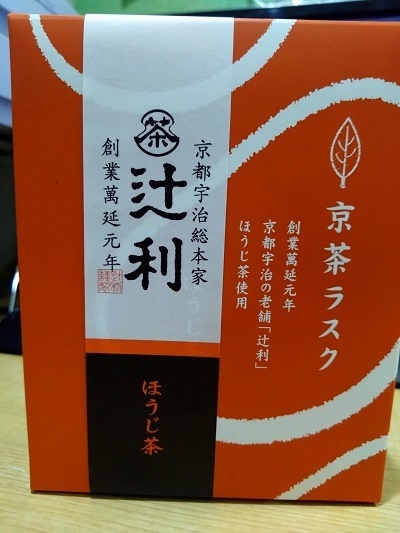 京茶ラスク
創業萬延元年
京都宇治の老舗「辻利」
ほうじ茶使用
茶
京都宇治総本家
辻利
創業萬延元年
ほうじ茶